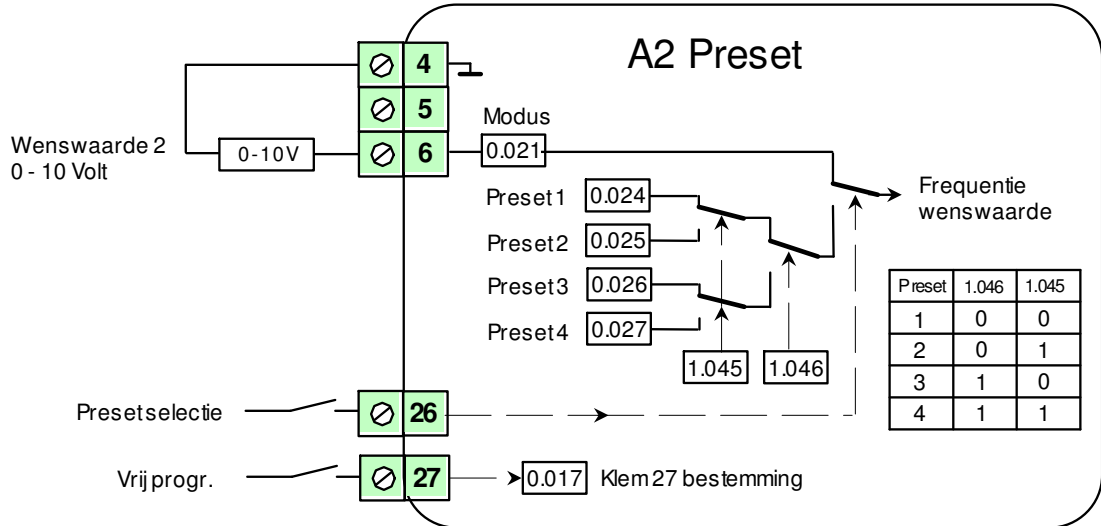 A2 Preset
4
5
6
Wenswaarde 2
0 - 10 Volt
0-10V
Modus
0.021
Frequentie
wenswaarde
Preset 1 0.024
Preset 2 0.025
Preset 3 0.026
Preset 4 0.027
1.045 1.046
Preset 1.046 1.045
1 0 0
2 0 1
3 1 0
4 1 1
Preset selectie 26
Vrij progr. 27 0.017 Klem 27 bestemming